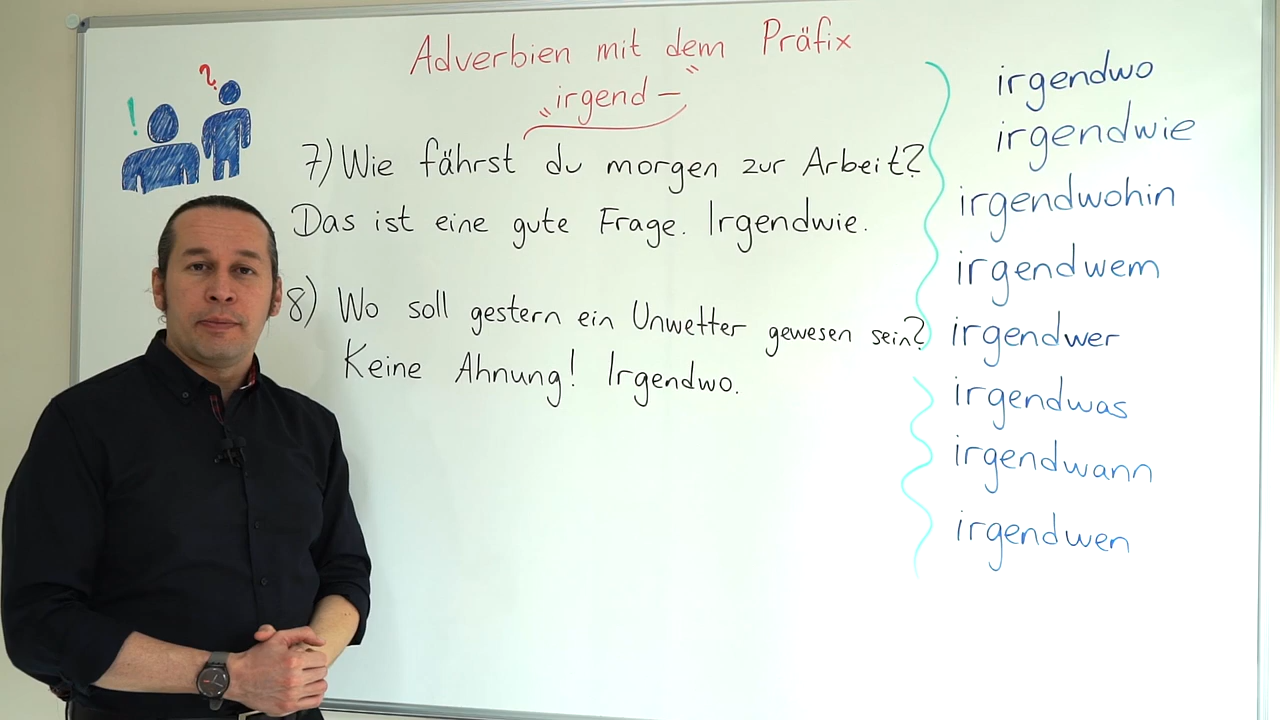 Adverbien mit dem Präfix
"irgend-"
7) Wie fährst du morgen zur Arbeit?
Das ist eine gute Frage. Irgendwie.
8) Wo soll gestern ein Unwetter gewesen sein?
Keine Ahnung! Irgendwo.
irgendwo
irgendwie
irgendwohin
irgendwem
irgendwer
irgendwas
irgendwann
irgendwen
! ?